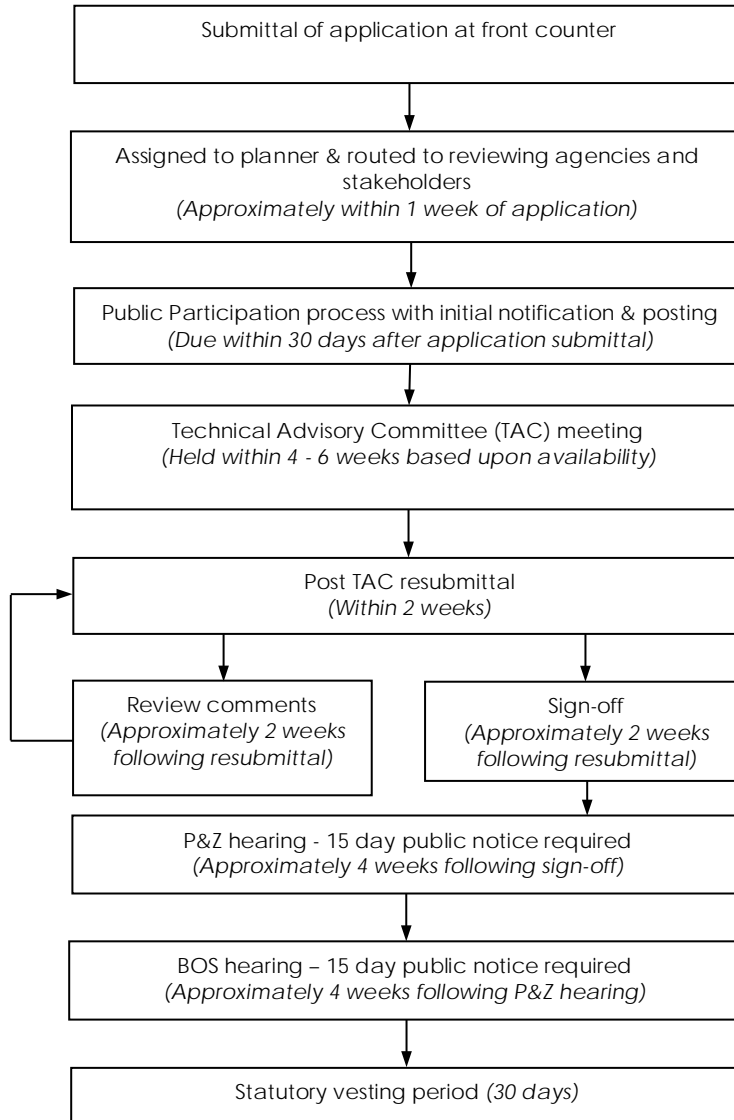 Submittal of application at front counter
Assigned to planner & routed to reviewing agencies and
stakeholders
(Approximately within 1 week of application)
Public Participation process with initial notification & posting
(Due within 30 days after application submittal)
Technical Advisory Committee (TAC) meeting
(Held within 4 - 6 weeks based upon availability)
Post TAC resubmittal
(Within 2 weeks)
Review comments
(Approximately 2 weeks
following resubmittal)
Sign-off
(Approximately 2 weeks
following resubmittal)
P&Z hearing - 15 day public notice required
(Approximately 4 weeks following sign-off)
BOS hearing – 15 day public notice required
(Approximately 4 weeks following P&Z hearing)
Statutory vesting period (30 days)